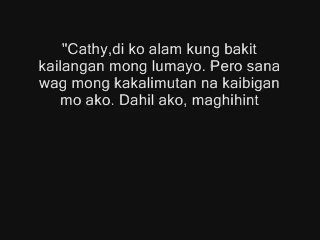 "Cathy,di ko alam kung bakit
kailangan mong lumayo. Pero sana
wag mong kakalimutan na kaibigan
mo ako. Dahil ako, maghihint